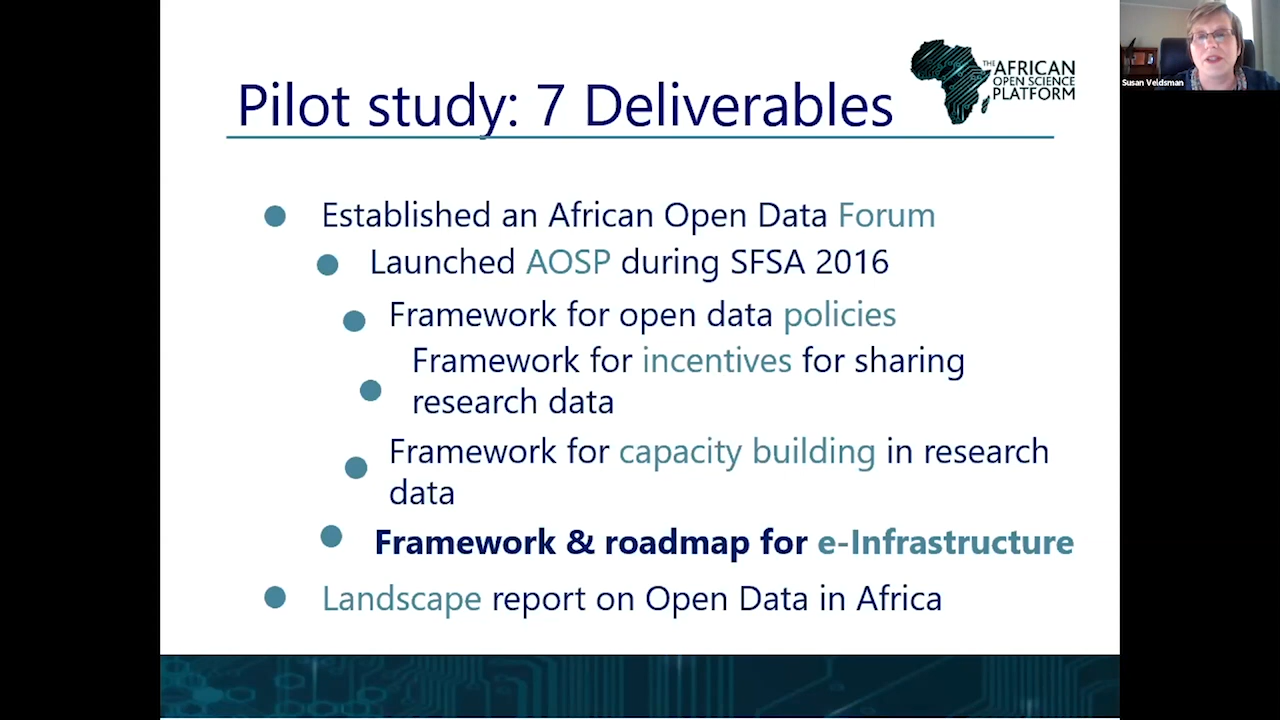 Pilot study: 7 Deliverables
THE AFRICAN
OPEN SCIENCE
PLATFORM
Susan Veldsman
Established an African Open Data Forum
Launched AOSP during SFSA 2016
Framework for open data policies
Framework for incentives for sharing
research data
Framework for capacity building in research
data
Framework & roadmap for e-Infrastructure
Landscape report on Open Data in Africa